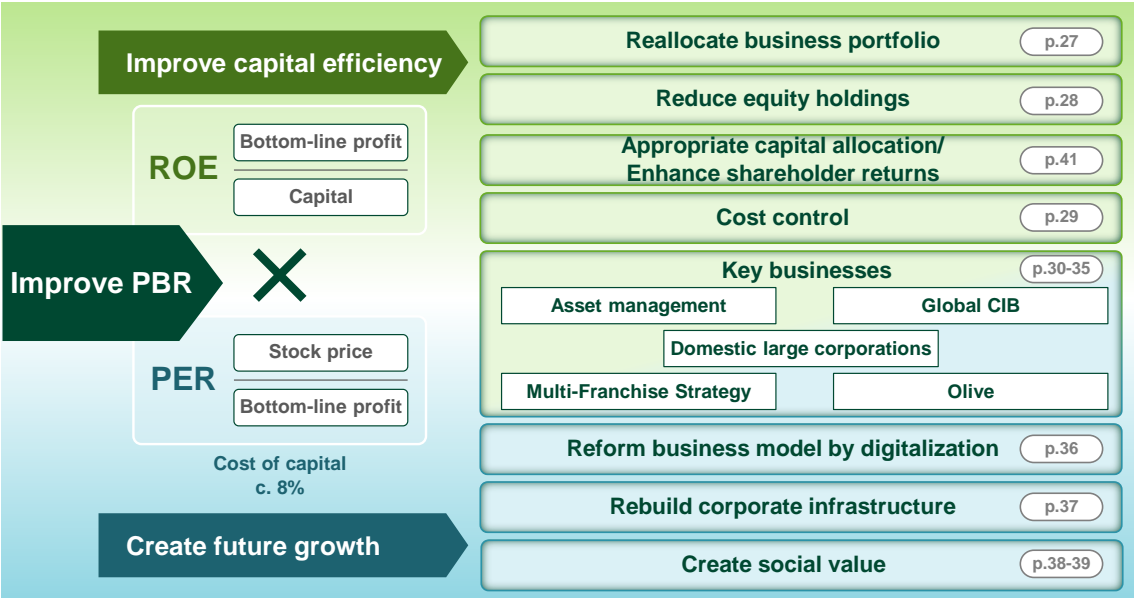 Improve capital efficiency
ROE
Bottom-line profit
Capital
Improve PBR
×
PER
Stock price
Bottom-line profit
Cost of capital
c. 8%
Create future growth
Reallocate business portfolio
p.27
Reduce equity holdings
p.28
Appropriate capital allocation/
Enhance shareholder returns
p.41
Cost control
p.29
Key businesses
p.30-35
Asset management
Global CIB
Domestic large corporations
Multi-Franchise Strategy
Olive
Reform business model by digitalization
p.36
Rebuild corporate infrastructure
p.37
Create social value
p.38-39